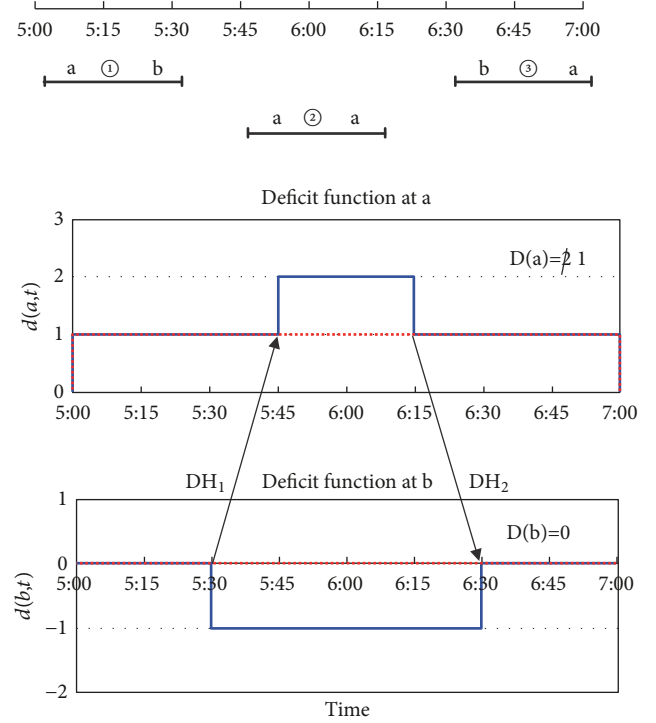 5:00 5:15 5:30 5:45 6:00 6:15 6:30 6:45 7:00
a ① b
b ③ a
a ② a
Deficit function at a
3
D(a)=2 1
2
d(a,t)
1
0
5:00 5:15 5:30 5:45 6:00 6:15 6:30 6:45 7:00
DH1 Deficit function at b DH2
1
D(b)=0
0
5:00 5:15 5:30 5:45 6:00 6:15 6:30 6:45 7:00
d(b,t)
−1
−2
Time